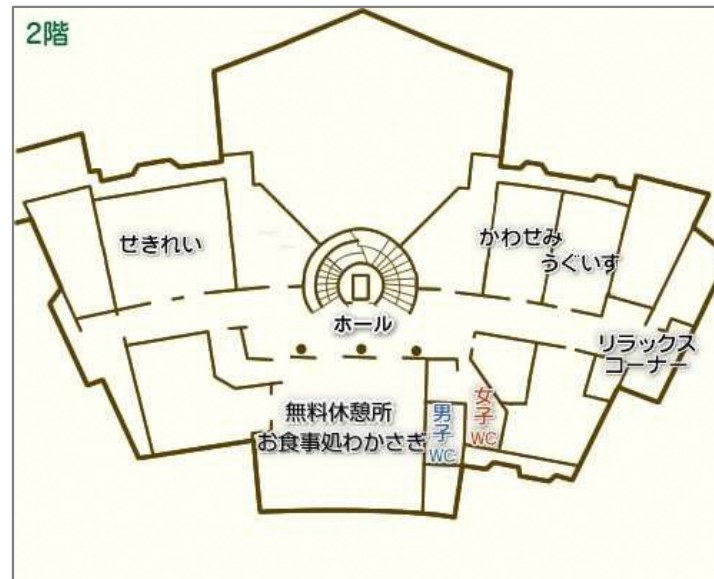 2階
せきれい
かわせみ
うぐいす
ホール
リラックス
コーナー
無料休憩所
お食事処わかさぎ
男子
WC
女子
WC